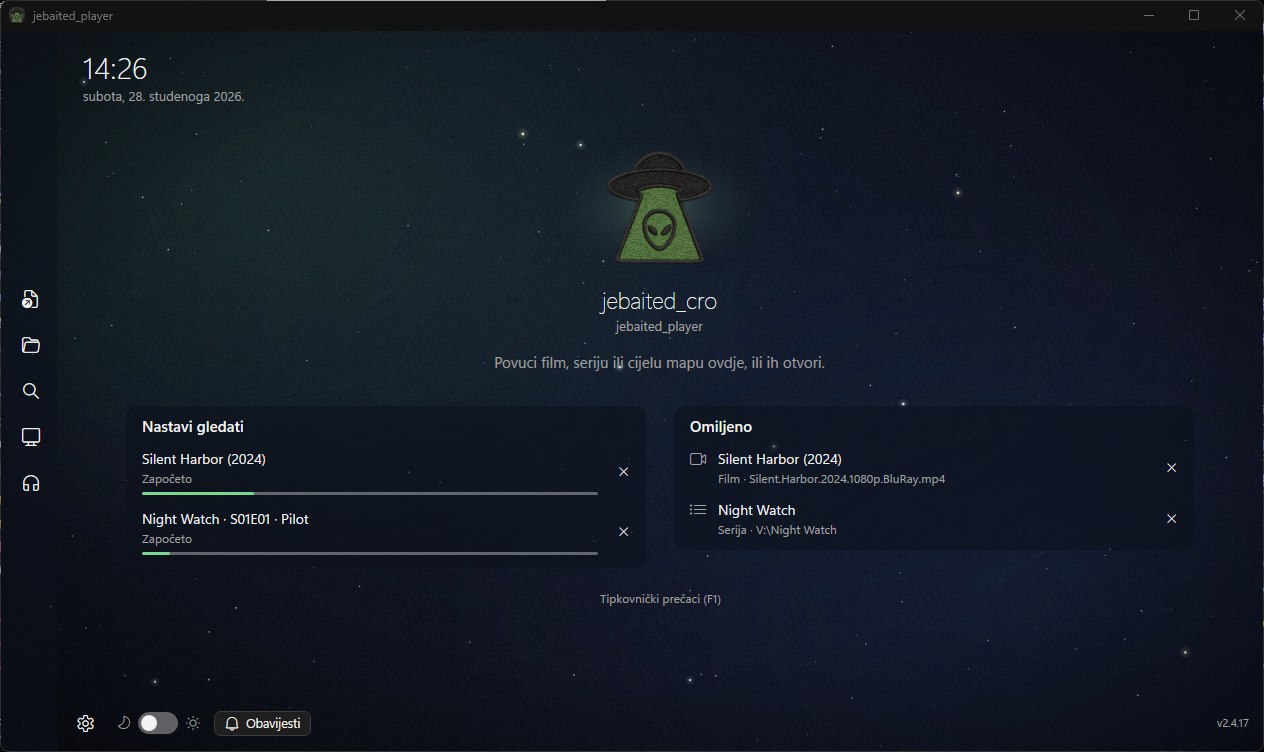 jebaited_player
14:26
subota, 28. studenoga 2026.
jebaited_cro
jebaited_player
Povuci film, seriju ili cijelu mapu ovdje, ili ih otvori.
Nastavi gledati
Silent Harbor (2024)
Započeto
Night Watch · S01E01 · Pilot
Započeto
Omiljeno
Silent Harbor (2024)
Film · Silent.Harbor.2024.1080p.BluRay.mp4
Night Watch
Serija · V:\Night Watch
Tipkovnički prečaci (F1)
Obavijesti
v2.4.17